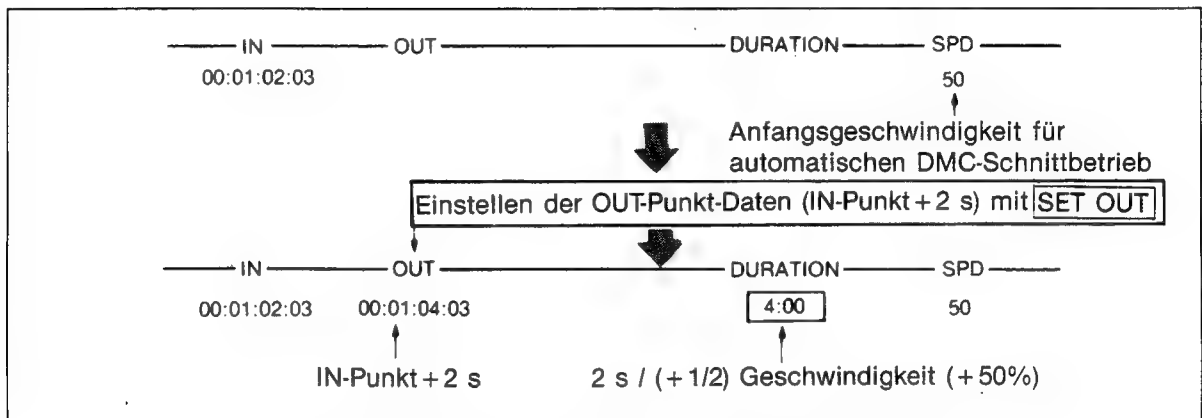 IN OUT DURATION SPD
00:01:02:03 50
Anfangsgeschwindigkeit für
automatischen DMC-Schnittbetrieb
Einstellen der OUT-Punkt-Daten (IN-Punkt + 2 s) mit SET OUT
IN OUT DURATION SPD
00:01:02:03 00:01:04:03 4:00 50
IN-Punkt + 2 s 2 s / (+ 1/2) Geschwindigkeit (+ 50%)